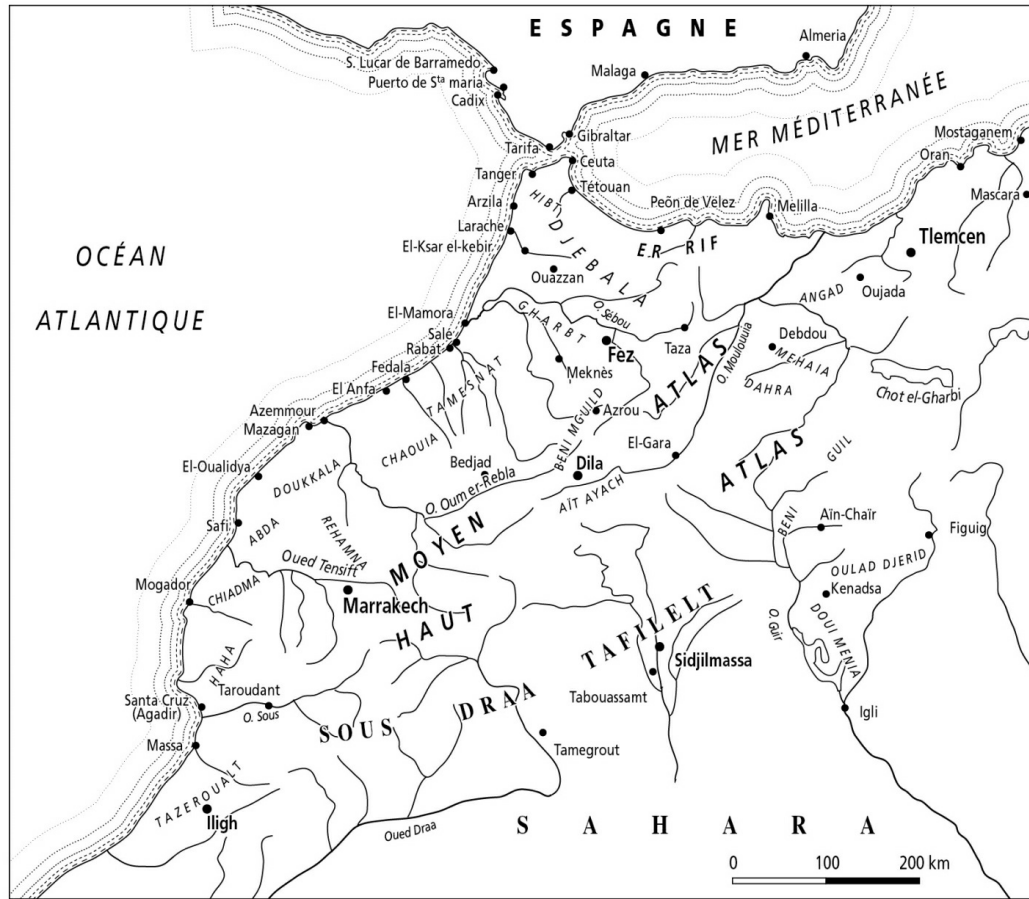 ESPAGNE
Almeria
S. Lucar de Barramedo
Malaga
Puerto de Sta maria
Cadix
MER MÉDITERRANÉE
Gibraltar
Mostaganem
Tarifa
Oran
Ceuta
Tanger
Tétouan
Mascara
HIBT
Arzila
Peõn de Vélez
Melilla
Larache
DJEBALA
ER RIF
Tlemcen
OCÉAN
ATLANTIQUE
El-Ksar el-kebir
Ouazzan
ANGAD
Oujada
El-Mamora
GHARBT
O. Sébou
Salé
Rabat
Fez
Taza
O. Moulouuia
Debdou
MEHAIA
Fedala
Meknès
ATLAS
DAHRA
Chot el-Gharbi
El Anfa
TAMESNAT
Azemmour
Azrou
Mazagan
BENI MGUILD
El-Gara
ATLAS
GUIL
CHAOUIA
Bedjad
El-Oualidya
DOUKKALA
O. Oum er-Rebla
Dila
AÏT AYACH
Safi
ABDA
REHAMNA
MOYEN
BENI
Aïn-Chaïr
Figuig
Oued Tensift
OULAD DJERID
Mogador
CHIADMA
Marrakech
HAUT
TAFILELT
Kenadsa
O. Guir
DOUI MENIA
HAHA
Sidjilmassa
Taroudant
Tabouassamt
Santa Cruz
(Agadir)
O. Sous
SOUS
DRAA
Igli
Massa
Tamegrout
TAZEROUALT
Iligh
Oued Draa
SAHARA
0 100 200 km